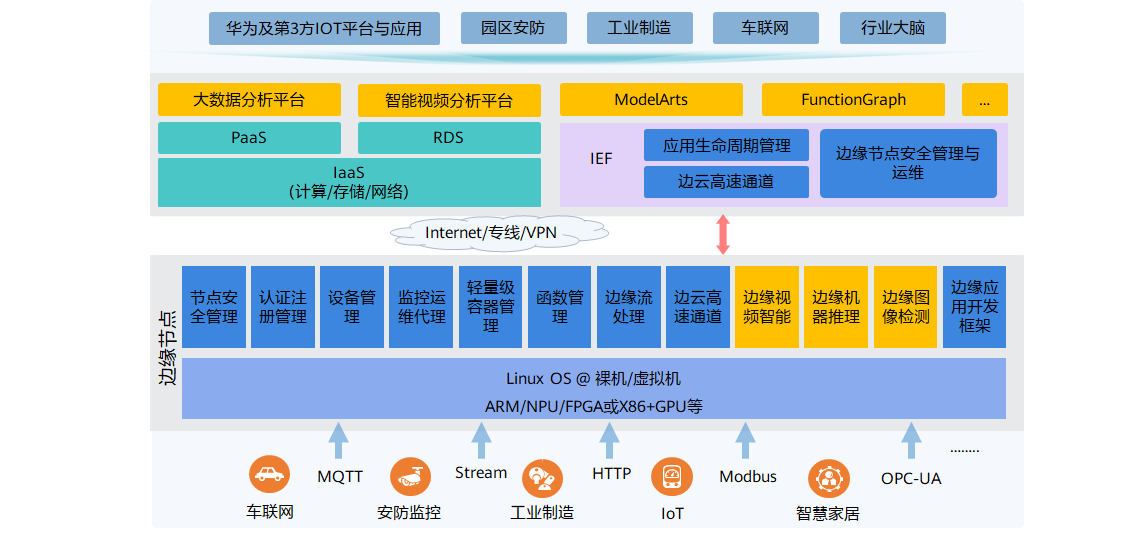 华为及第3方IOT平台与应用
园区安防
工业制造
车联网
行业大脑
大数据分析平台
智能视频分析平台
ModelArts
FunctionGraph
...
PaaS
RDS
IaaS
(计算/存储/网络)
IEF
应用生命周期管理
边云高速通道
边缘节点安全管理与
运维
Internet/专线/VPN
边缘节点
节点安
全管理
认证注
册管理
设备管
理
监控运
维代理
轻量级
容器管
理
函数管
理
边缘流
处理
边云高
速通道
边缘视
频智能
边缘机
器推理
边缘图
像检测
边缘应
用开发
框架
Linux OS @ 裸机/虚拟机
ARM/NPU/FPGA或X86+GPU等
MQTT
Stream
HTTP
Modbus
OPC-UA
........
车联网
安防监控
工业制造
IoT
智慧家居